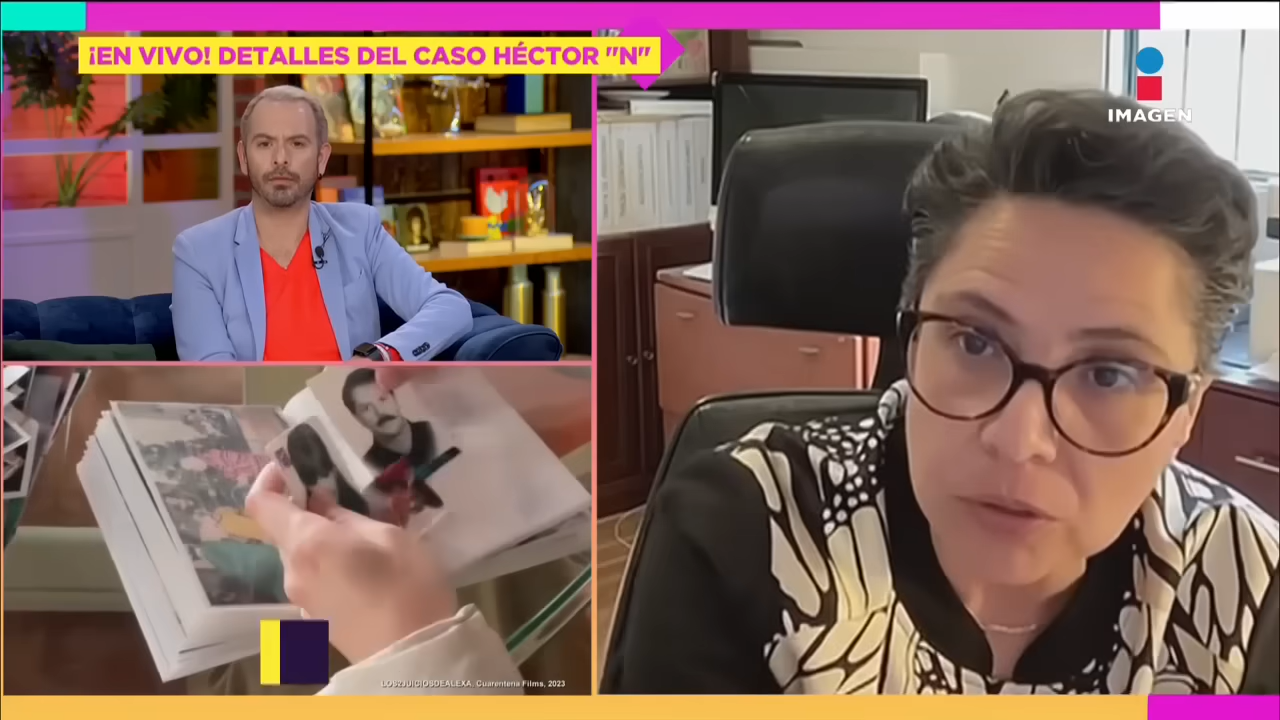 ¡EN VIVO! DETALLES DEL CASO HÉCTOR "N"
IMAGEN
LOS23JUICIOSDEALEXA. Cuarentena Films, 2023